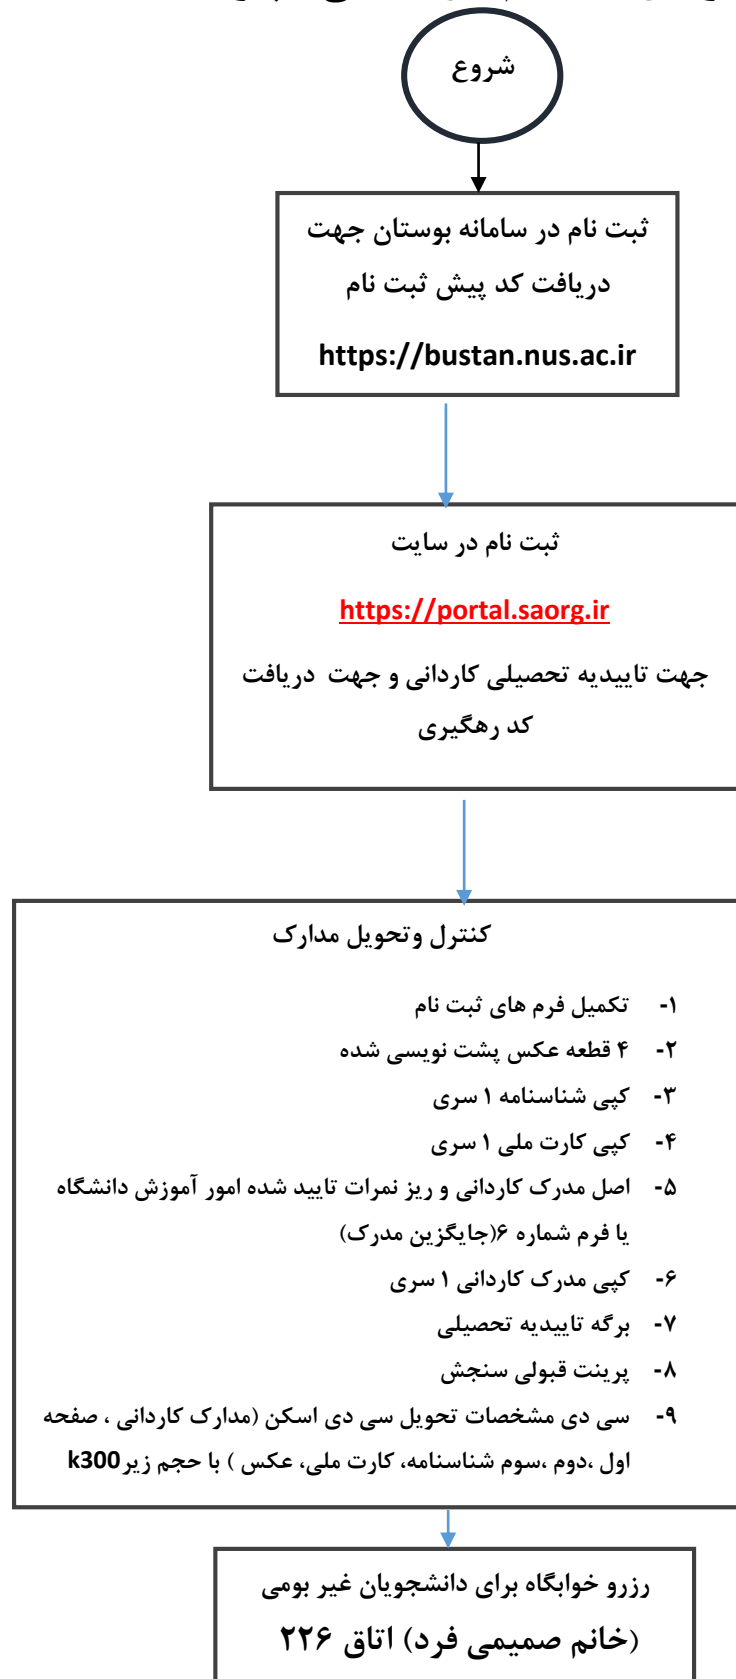 شروع
ثبت نام در سامانه بوستان جهت
دریافت کد پیش ثبت نام
https://bustan.nus.ac.ir
ثبت نام در سایت
https://portal.saorg.ir
جهت تاییدیه تحصیلی کاردانی و جهت دریافت
کد رهگیری
کنترل وتحویل مدارک
۱- تکمیل فرم های ثبت نام
۲- ۴ قطعه عکس پشت نویسی شده
۳- کپی شناسنامه ۱ سری
۴- کپی کارت ملی ۱ سری
۵- اصل مدرک کاردانی و ریز نمرات تایید شده امور آموزش دانشگاه
یا فرم شماره ۶(جایگزین مدرک)
۶- کپی مدرک کاردانی ۱ سری
۷- برگه تاییدیه تحصیلی
۸- پرینت قبولی سنجش
۹- سی دی مشخصات تحویل سی دی اسکن (مدارک کاردانی ، صفحه
اول ،دوم ،سوم شناسنامه، کارت ملی، عکس ) با حجم زیر k300
رزرو خوابگاه برای دانشجویان غیر بومی
(خانم صمیمی فرد) اتاق ۲۲۶